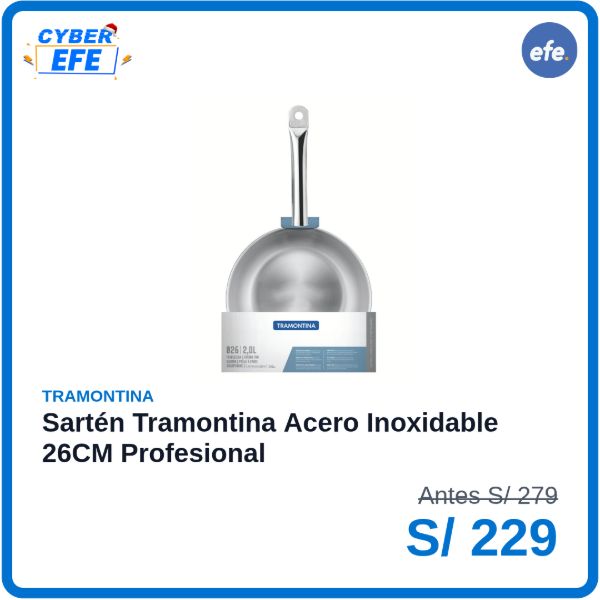 CYBER
EFE
efe.
TRAMONTINA
Ø26 | 2,0L
TRAMONTINA
Sartén Tramontina Acero Inoxidable
26CM Profesional
Antes S/ 279
S/ 229